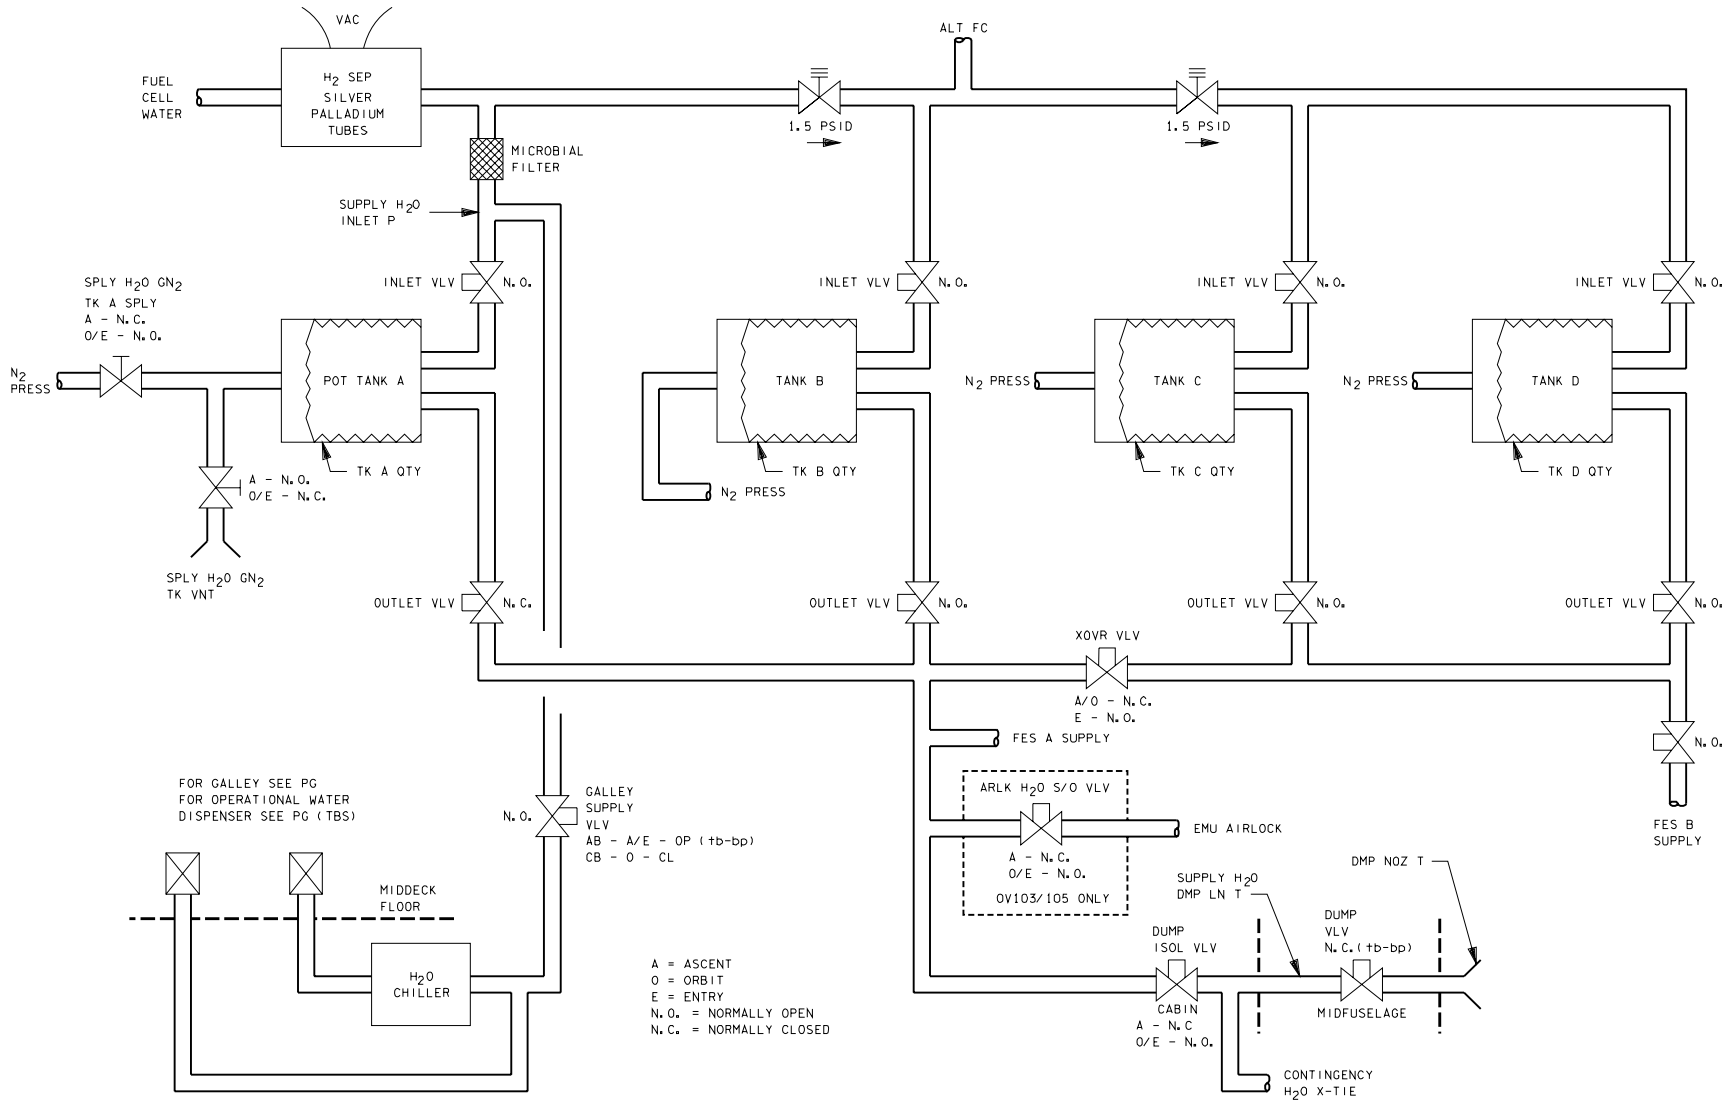 VAC
ALT FC
FUEL
CELL
WATER
H2 SEP
SILVER
PALLADIUM
TUBES
1.5 PSID
1.5 PSID
MICROBIAL
FILTER
SUPPLY H2O
INLET P
SPLY H2O GN2
TK A SPLY
A - N.C.
O/E - N.O.
INLET VLV
N.O.
INLET VLV
N.O.
INLET VLV
N.O.
INLET VLV
N.O.
N2
PRESS
POT TANK A
TANK B
N2 PRESS
TANK C
N2 PRESS
TANK D
TK A QTY
TK B QTY
TK C QTY
TK D QTY
A - N.O.
O/E - N.C.
N2 PRESS
SPLY H2O GN2
TK VNT
OUTLET VLV
N.C.
OUTLET VLV
N.O.
OUTLET VLV
N.O.
OUTLET VLV
N.O.
XOVR VLV
A/O - N.C.
E - N.O.
FES A SUPPLY
N.O.
FOR GALLEY SEE PG
FOR OPERATIONAL WATER
DISPENSER SEE PG (TBS)
N.O.
GALLEY
SUPPLY
VLV
AB - A/E - OP (tb-bp)
CB - O - CL
ARLK H2O S/O VLV
EMU AIRLOCK
A - N.C.
O/E - N.O.
OV103/105 ONLY
FES B
SUPPLY
MIDDECK
FLOOR
DMP NOZ T
SUPPLY H2O
DMP LN T
DUMP
ISOL VLV
DUMP
VLV
N.C.(tb-bp)
H2O
CHILLER
A = ASCENT
O = ORBIT
E = ENTRY
N.O. = NORMALLY OPEN
N.C. = NORMALLY CLOSED
CABIN
A - N.C
O/E - N.O.
MIDFUSELAGE
CONTINGENCY
H2O X-TIE